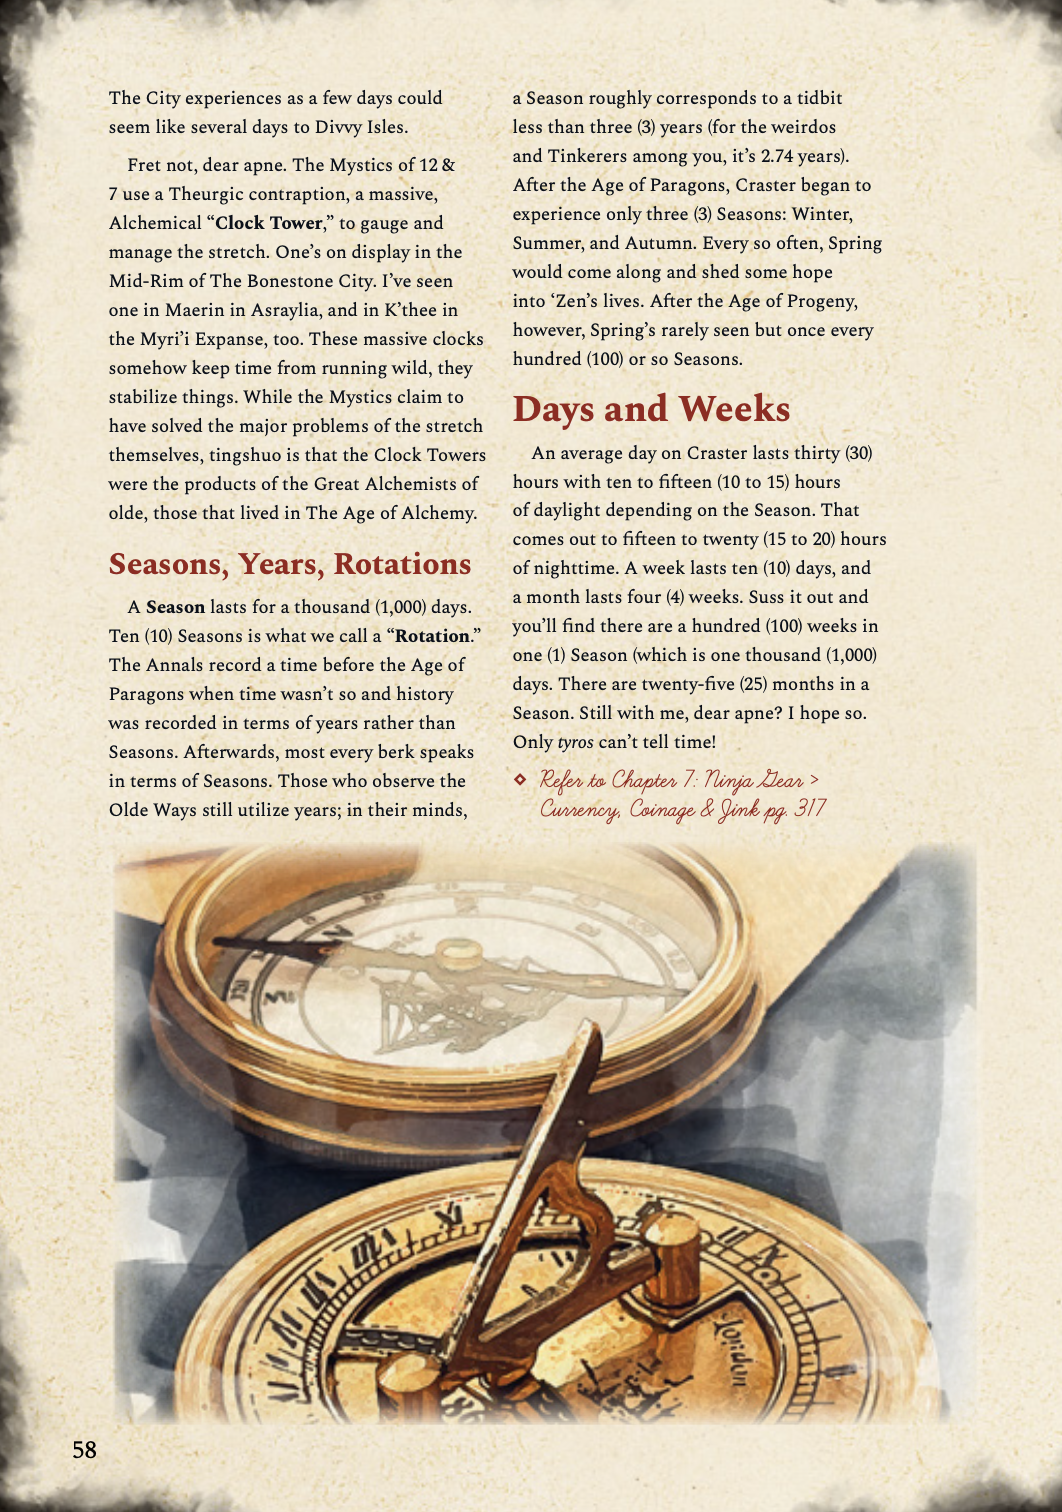 The City experiences as a few days could
seem like several days to Divvy Isles.
Fret not, dear apne. The Mystics of 12 &
7 use a Theurgic contraption, a massive,
Alchemical “Clock Tower,” to gauge and
manage the stretch. One’s on display in the
Mid-Rim of The Bonestone City. I’ve seen
one in Maerin in Asraylia, and in K’thee in
the Myri’i Expanse, too. These massive clocks
somehow keep time from running wild, they
stabilize things. While the Mystics claim to
have solved the major problems of the stretch
themselves, tingshuo is that the Clock Towers
were the products of the Great Alchemists of
olde, those that lived in The Age of Alchemy.
Seasons, Years, Rotations
A Season lasts for a thousand (1,000) days.
Ten (10) Seasons is what we call a “Rotation.”
The Annals record a time before the Age of
Paragons when time wasn’t so and history
was recorded in terms of years rather than
Seasons. Afterwards, most every berk speaks
in terms of Seasons. Those who observe the
Olde Ways still utilize years; in their minds,
a Season roughly corresponds to a tidbit
less than three (3) years (for the weirdos
and Tinkerers among you, it’s 2.74 years).
After the Age of Paragons, Craster began to
experience only three (3) Seasons: Winter,
Summer, and Autumn. Every so often, Spring
would come along and shed some hope
into ‘Zen’s lives. After the Age of Progeny,
however, Spring’s rarely seen but once every
hundred (100) or so Seasons.
Days and Weeks
An average day on Craster lasts thirty (30)
hours with ten to fifteen (10 to 15) hours
of daylight depending on the Season. That
comes out to fifteen to twenty (15 to 20) hours
of nighttime. A week lasts ten (10) days, and
a month lasts four (4) weeks. Suss it out and
you’ll find there are a hundred (100) weeks in
one (1) Season (which is one thousand (1,000)
days. There are twenty-five (25) months in a
Season. Still with me, dear apne? I hope so.
Only tyros can’t tell time!
Refer to Chapter 7: Ninja Gear >
Currency, Coinage & Jink pg. 317
London
58